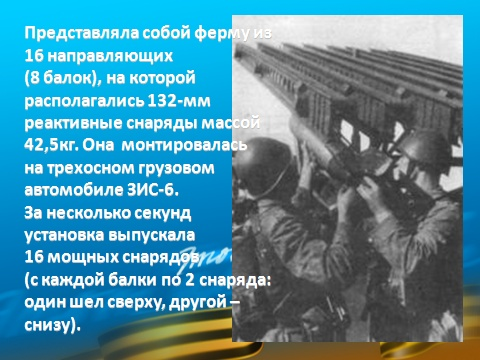 Представляла собой ферму из
16 направляющих
(8 балок), на которой
располагались 132-мм
реактивные снаряды массой
42,5кг. Она  монтировалась
на трехосном грузовом
автомобиле ЗИС-6.
За несколько секунд
установка выпускала
16 мощных снарядов
(с каждой балки по 2 снаряда:
один шел сверху, другой –
снизу).